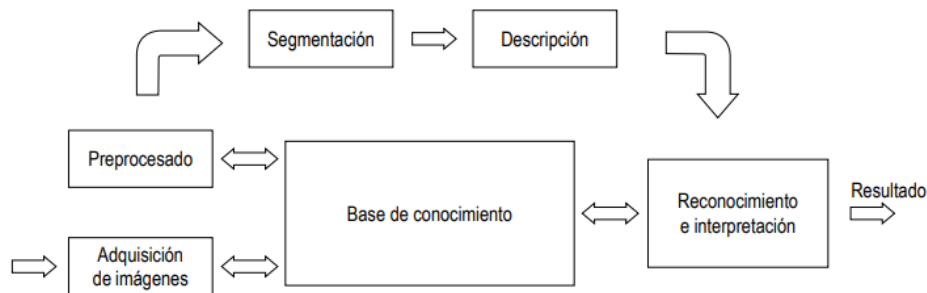 Segmentación
Descripción
Preprocesado
Base de conocimiento
Reconocimiento
e interpretación
Resultado
Adquisición
de imágenes